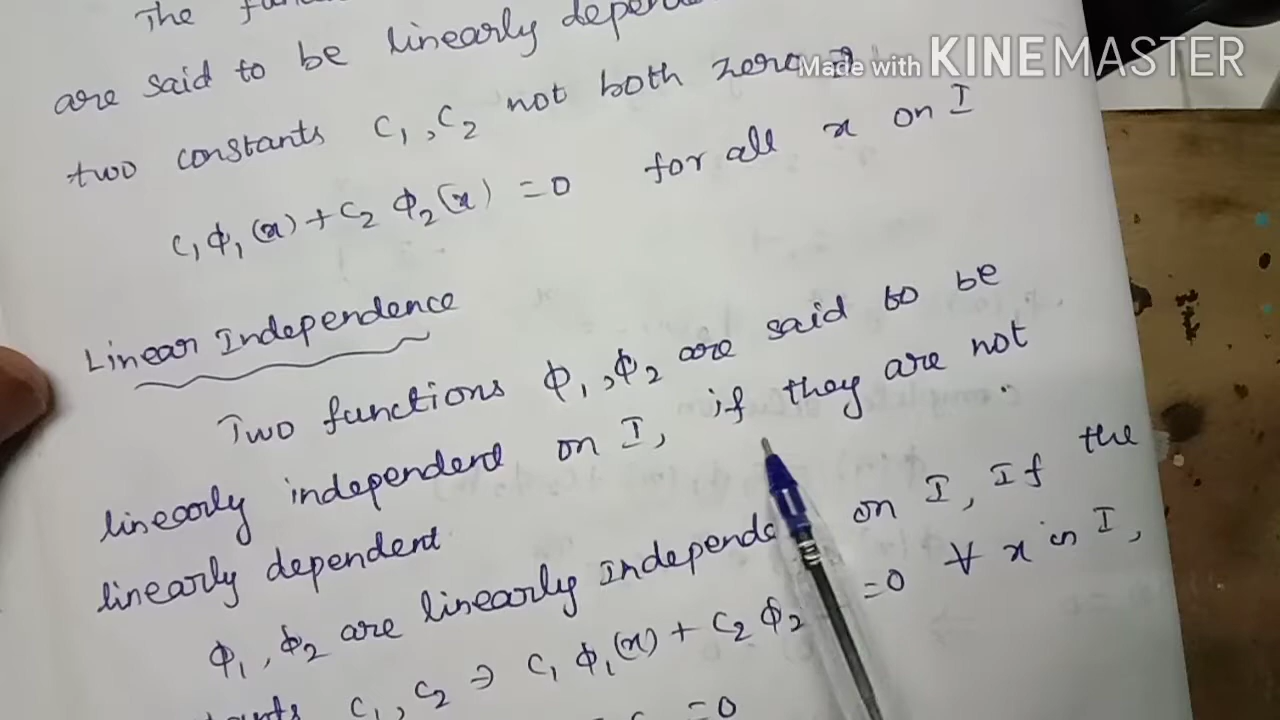 The
are said to be linearly
two constants c₁, c₂ not both zero ∋
c₁ϕ₁(x) + c₂ ϕ₂(x) = 0 for all x on I
Linear Independence
Two functions ϕ₁, ϕ₂ are said to be
linearly independent on I, if they are not
linearly dependent
ϕ₁, ϕ₂ are linearly Independe on I, If the
c₁, c₂ ∋ c₁ ϕ₁(x) + c₂ ϕ₂ =0 ∀ x in I,
=0
Made with KINEMASTER